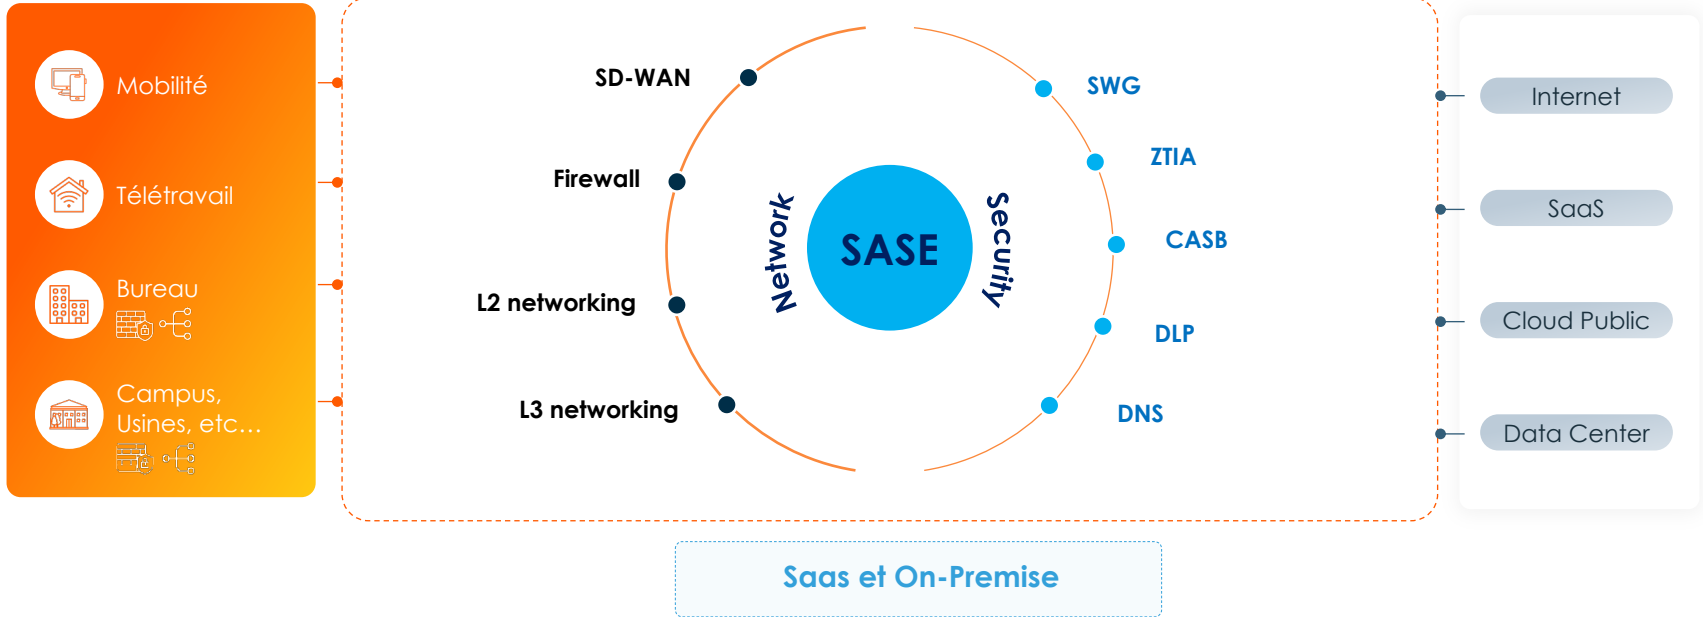 Mobilité
Télétravail
Bureau
Campus,
Usines, etc...
SD-WAN
Firewall
L2 networking
L3 networking
Network
SASE
Security
SWG
ZTIA
CASB
DLP
DNS
Internet
SaaS
Cloud Public
Data Center
Saas et On-Premise